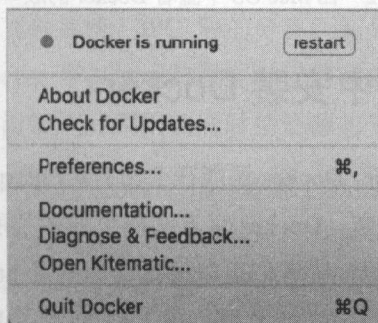 Docker is running restart
About Docker
Check for Updates...
Preferences... ⌘,
Documentation...
Diagnose & Feedback...
Open Kitematic...
Quit Docker ⌘Q